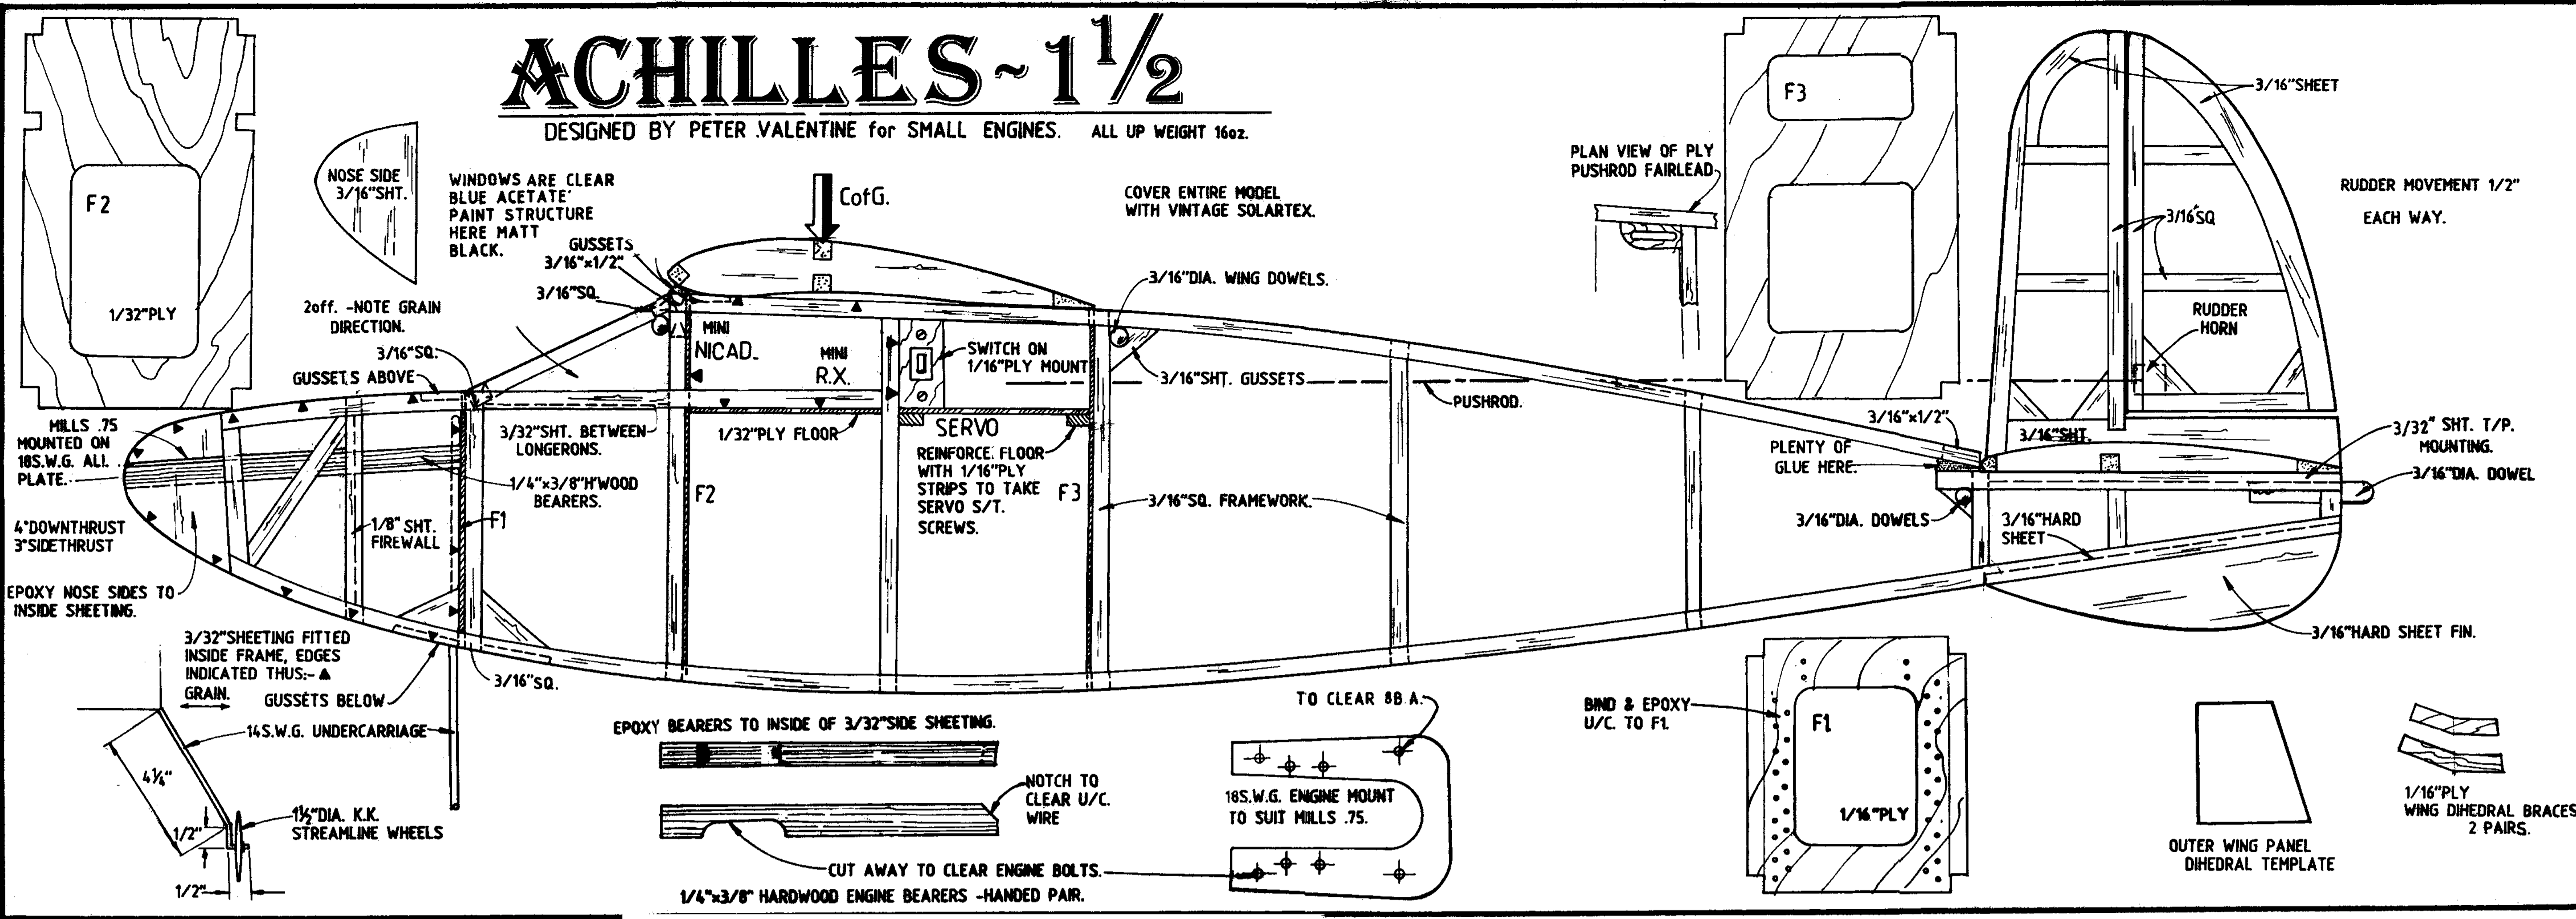 ACHILLES~1 1/2
DESIGNED BY PETER VALENTINE for SMALL ENGINES. ALL UP WEIGHT 16oz.
F2
1/32"PLY
NOSE SIDE
3/16"SHT.
2off. -NOTE GRAIN
DIRECTION.
WINDOWS ARE CLEAR
BLUE ACETATE'
PAINT STRUCTURE
HERE MATT
BLACK.
GUSSETS
3/16"x1/2"
3/16"SQ.
CofG.
COVER ENTIRE MODEL
WITH VINTAGE SOLARTEX.
3/16"DIA. WING DOWELS.
PLAN VIEW OF PLY
PUSHROD FAIRLEAD
F3
3/16"SHEET
RUDDER MOVEMENT 1/2"
EACH WAY.
3/16"SQ
RUDDER
HORN
3/16"SQ.
GUSSETS ABOVE
MINI
NICAD.
MINI
R.X.
SWITCH ON
1/16"PLY MOUNT
3/16"SHT. GUSSETS
PUSHROD.
MILLS .75
MOUNTED ON
18S.W.G. ALI.
PLATE.
3/32"SHT. BETWEEN
LONGERONS.
1/32"PLY FLOOR
SERVO
REINFORCE FLOOR
WITH 1/16"PLY
STRIPS TO TAKE
SERVO S/T.
SCREWS.
F3
1/4"x3/8"H'WOOD
BEARERS.
F2
3/16"SQ. FRAMEWORK.
3/16"x1/2"
PLENTY OF
GLUE HERE.
3/16"SHT.
3/32" SHT. T/P.
MOUNTING.
3/16"DIA. DOWEL
3/16"DIA. DOWELS
3/16"HARD
SHEET
4°DOWNTHRUST
3°SIDETHRUST
1/8" SHT.
FIREWALL
F1
EPOXY NOSE SIDES TO
INSIDE SHEETING.
3/16"HARD SHEET FIN.
3/32"SHEETING FITTED
INSIDE FRAME, EDGES
INDICATED THUS:- ▲
GRAIN.
GUSSETS BELOW
3/16"SQ.
14S.W.G. UNDERCARRIAGE
4 1/4"
1/2"
1/2"
1 1/2"DIA. K.K.
STREAMLINE WHEELS
EPOXY BEARERS TO INSIDE OF 3/32"SIDE SHEETING.
NOTCH TO
CLEAR U/C.
WIRE
CUT AWAY TO CLEAR ENGINE BOLTS.
1/4"x3/8" HARDWOOD ENGINE BEARERS -HANDED PAIR.
TO CLEAR 8B.A.
18S.W.G. ENGINE MOUNT
TO SUIT MILLS .75.
BIND & EPOXY
U/C. TO F1.
F1
1/16"PLY
OUTER WING PANEL
DIHEDRAL TEMPLATE
1/16"PLY
WING DIHEDRAL BRACES
2 PAIRS.